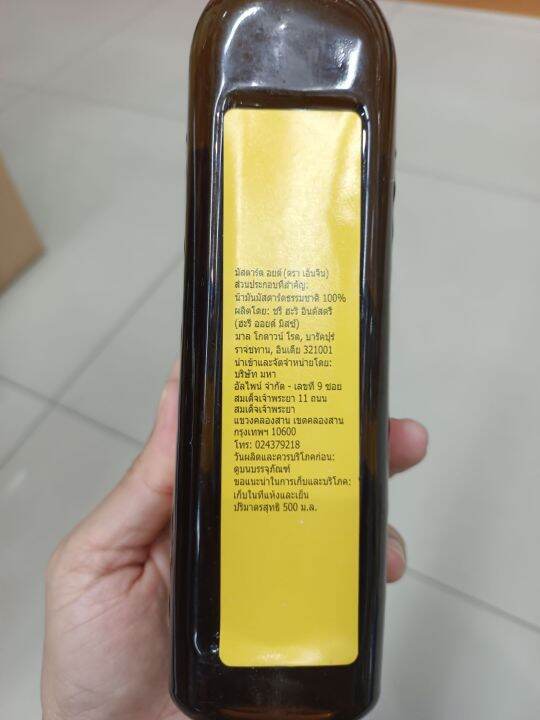 มัสตาร์ด อยด์ (ตรา เอ็นจิน)
ส่วนประกอบที่สำคัญ:
น้ำมันมัสตาร์ดธรรมชาติ 100%
ผลิตโดย: ชรี ฮะริ อินดัสตรี
(ฮะรี ออยด์ มิสซ์)
มาล โกดาวน์ โรด, บารัตปุร์
ราจชทาน, อินเดีย 321001
นำเข้าและจัดจำหน่ายโดย:
บริษัท มหา
อัลไพน์ จำกัด - เลขที่ 9 ซอย
สมเด็จเจ้าพระยา 11 ถนน
สมเด็จเจ้าพระยา
แขวงคลองสาน เขตคลองสาน
กรุงเทพฯ 10600
โทร: 024379218
วันผลิตและควรบริโภคก่อน:
ดูบนบรรจุภัณฑ์
ขอแนะนำในการเก็บและบริโภค:
เก็บในที่แห้งและเย็น
ปริมาตรสุทธิ 500 ม.ล.